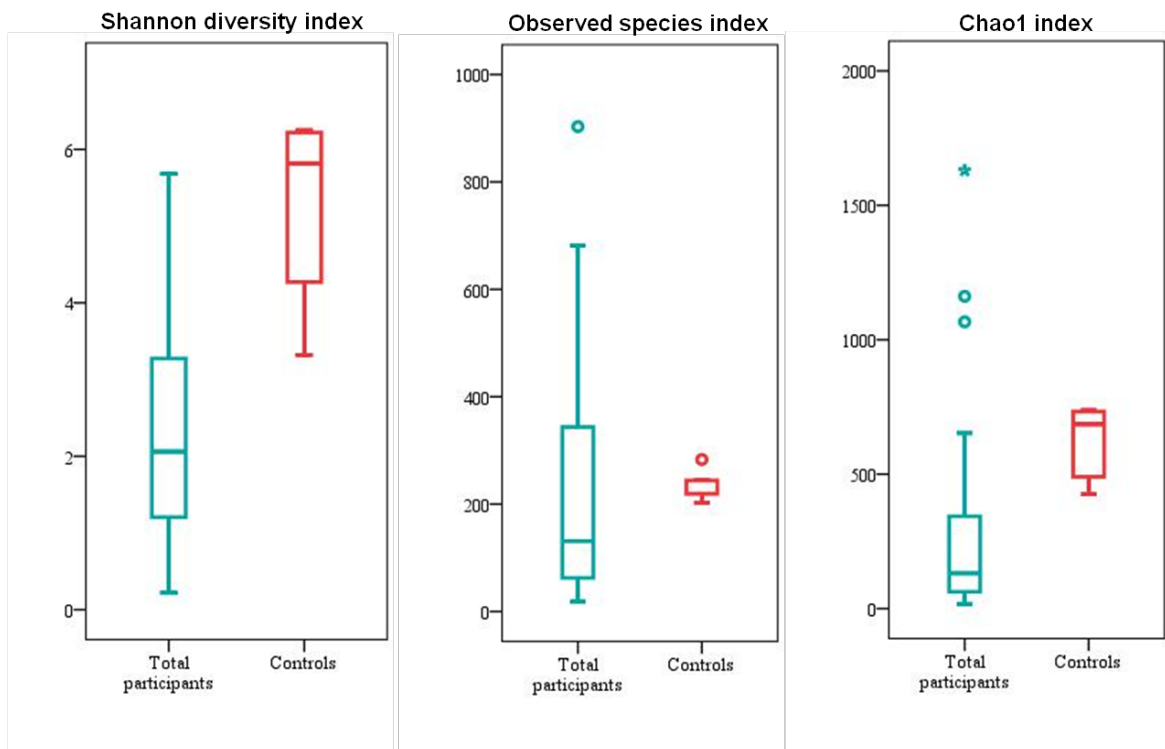 Shannon diversity index
6
4
2
0
Total
participants
Controls
Observed species index
1000
800
600
400
200
0
Total
participants
Controls
Chao1 index
2000
1500
1000
500
0
Total
participants
Controls